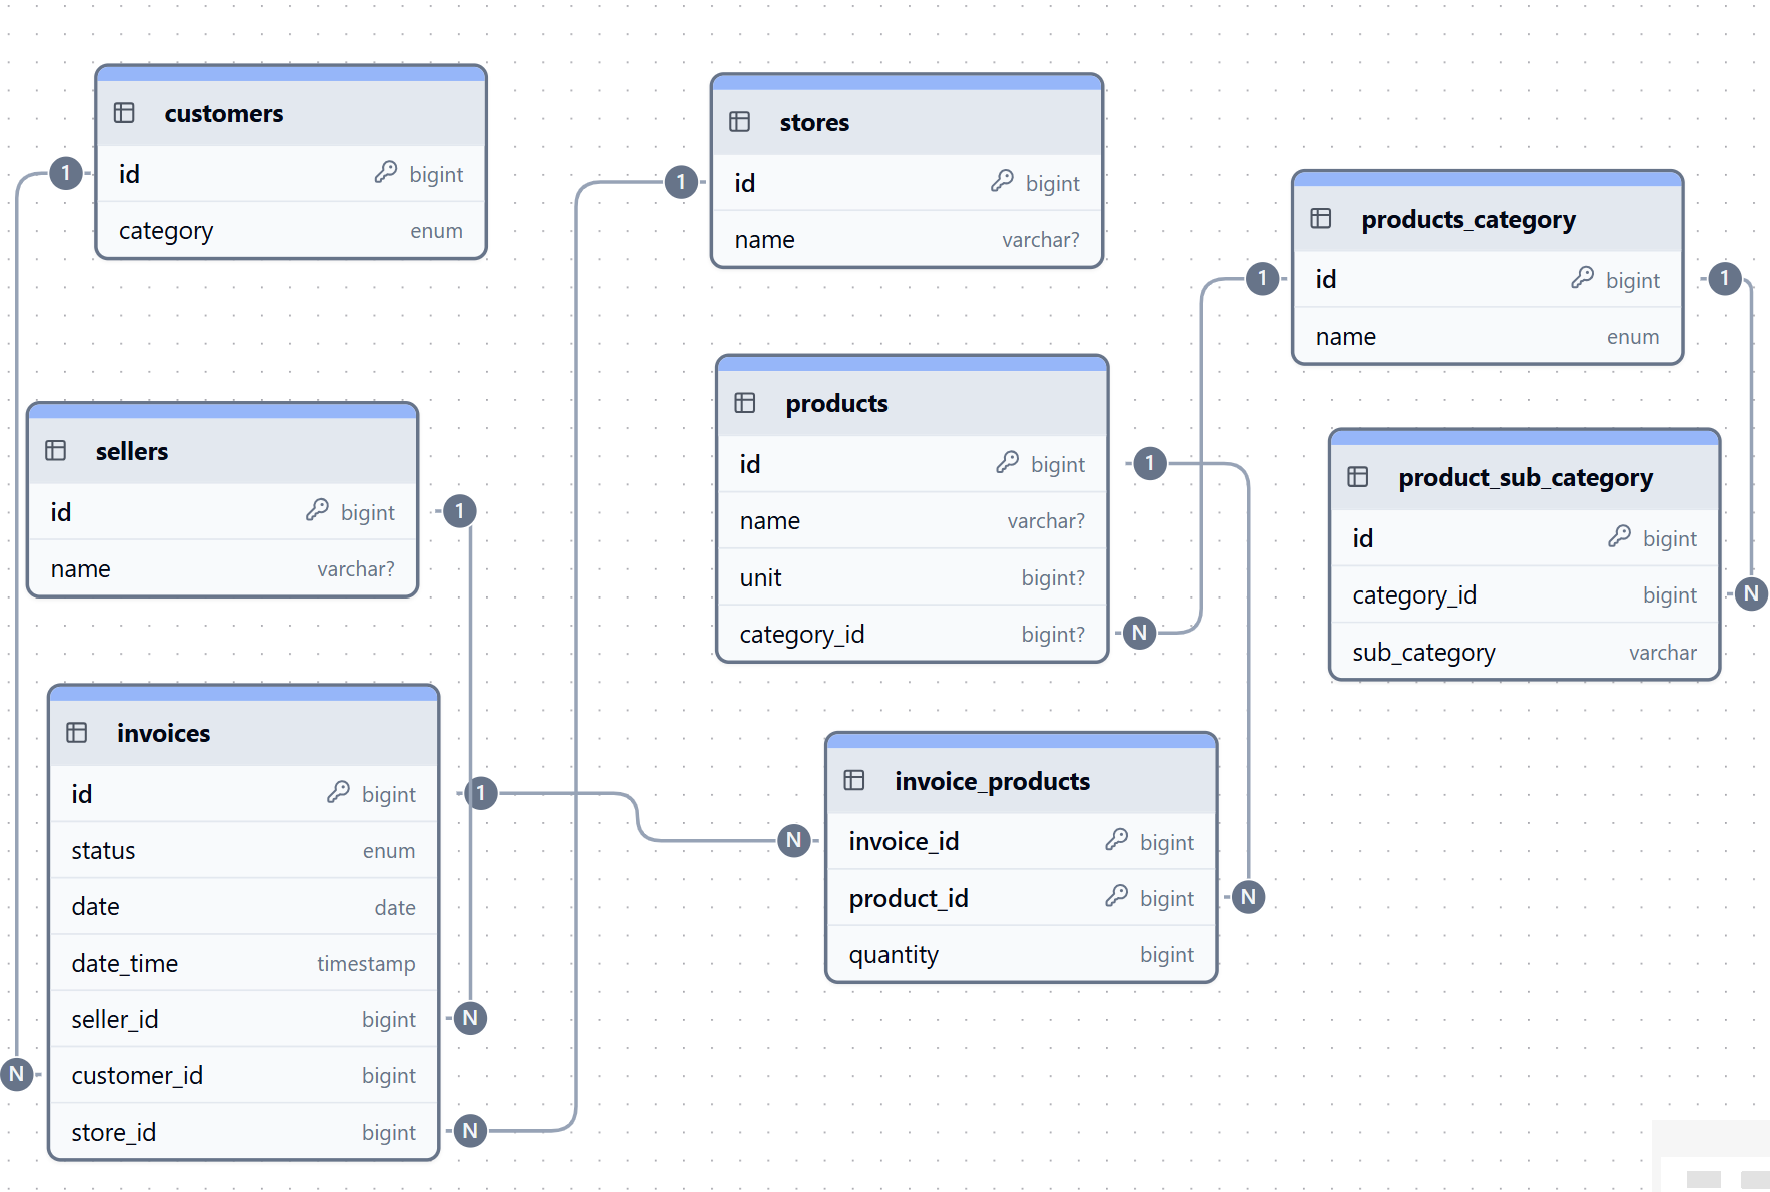 customers
1
id bigint
category enum
stores
1
id bigint
name varchar?
products_category
1
id bigint
1
name enum
products
id bigint
1
name varchar?
unit bigint?
category_id bigint?
N
sellers
id bigint
1
name varchar?
product_sub_category
id bigint
category_id bigint
N
sub_category varchar
invoices
id bigint
1
status enum
date date
date_time timestamp
seller_id bigint
N
N
customer_id bigint
store_id bigint
N
invoice_products
N
invoice_id bigint
product_id bigint
N
quantity bigint